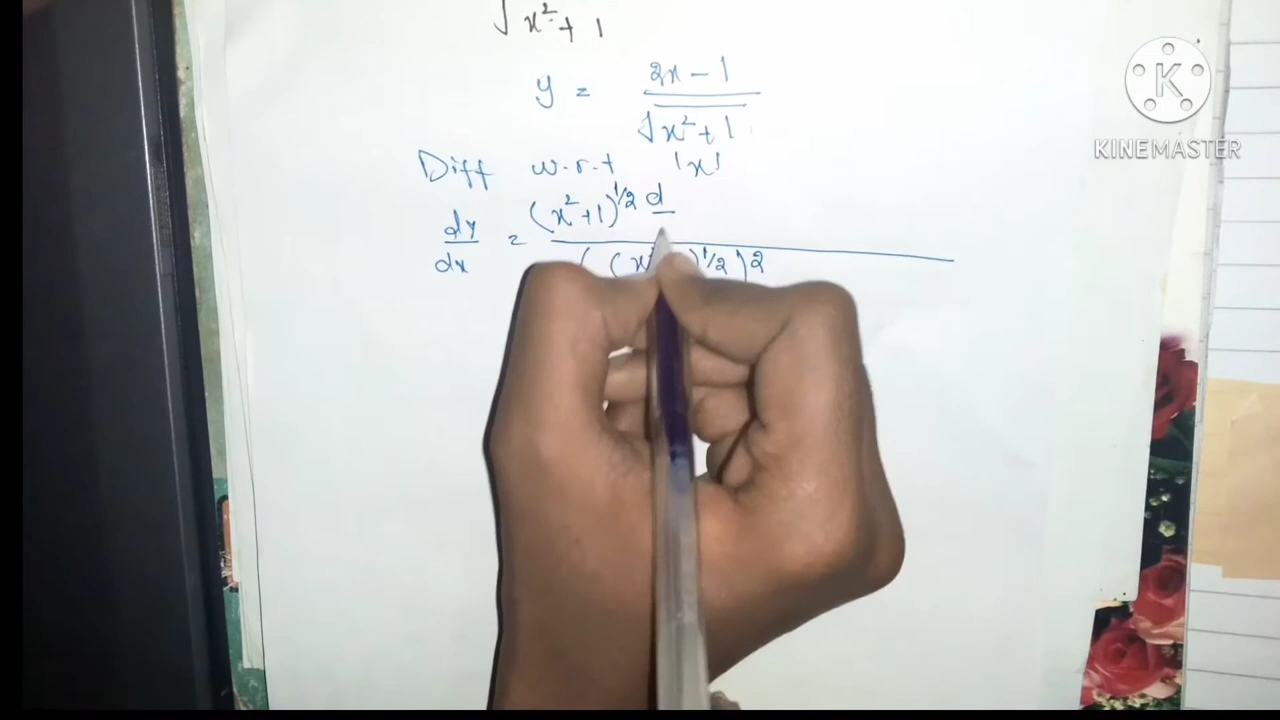 √x²+1
y = 2x-1
√x²+1
Diff w.r.t 'x'
dy/dx = (x²+1)^1/2 d
((x )^1/2)2
K
KINEMASTER